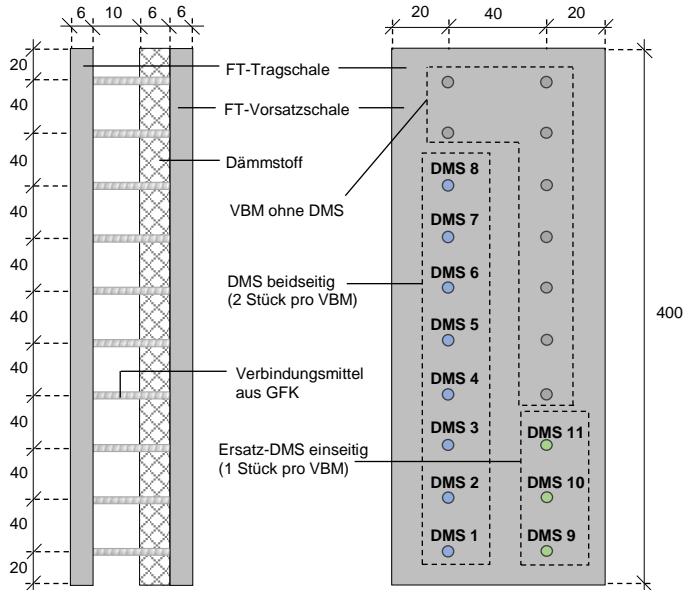 6 10 6 6
20 40 20
20
40
40
40
40
40
40
40
40
40
20
FT-Tragschale
FT-Vorsatzschale
Dämmstoff
VBM ohne DMS
DMS beidseitig
(2 Stück pro VBM)
Verbindungsmittel
aus GFK
Ersatz-DMS einseitig
(1 Stück pro VBM)
DMS 8
DMS 7
DMS 6
DMS 5
DMS 4
DMS 3
DMS 2
DMS 1
DMS 11
DMS 10
DMS 9
400